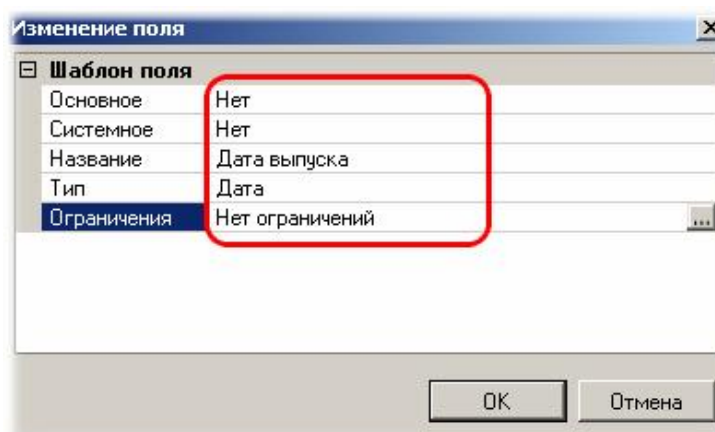 Изменение поля
Шаблон поля
Основное Нет
Системное Нет
Название Дата выпуска
Тип Дата
Ограничения Нет ограничений ...
OK Отмена